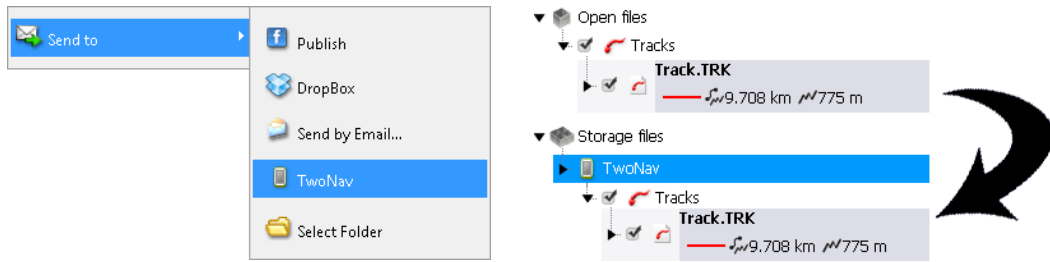 Send to
Publish
DropBox
Send by Email...
TwoNav
Select Folder
Open files
Tracks
Track.TRK
9.708 km 775 m
Storage files
TwoNav
Tracks
Track.TRK
9.708 km 775 m